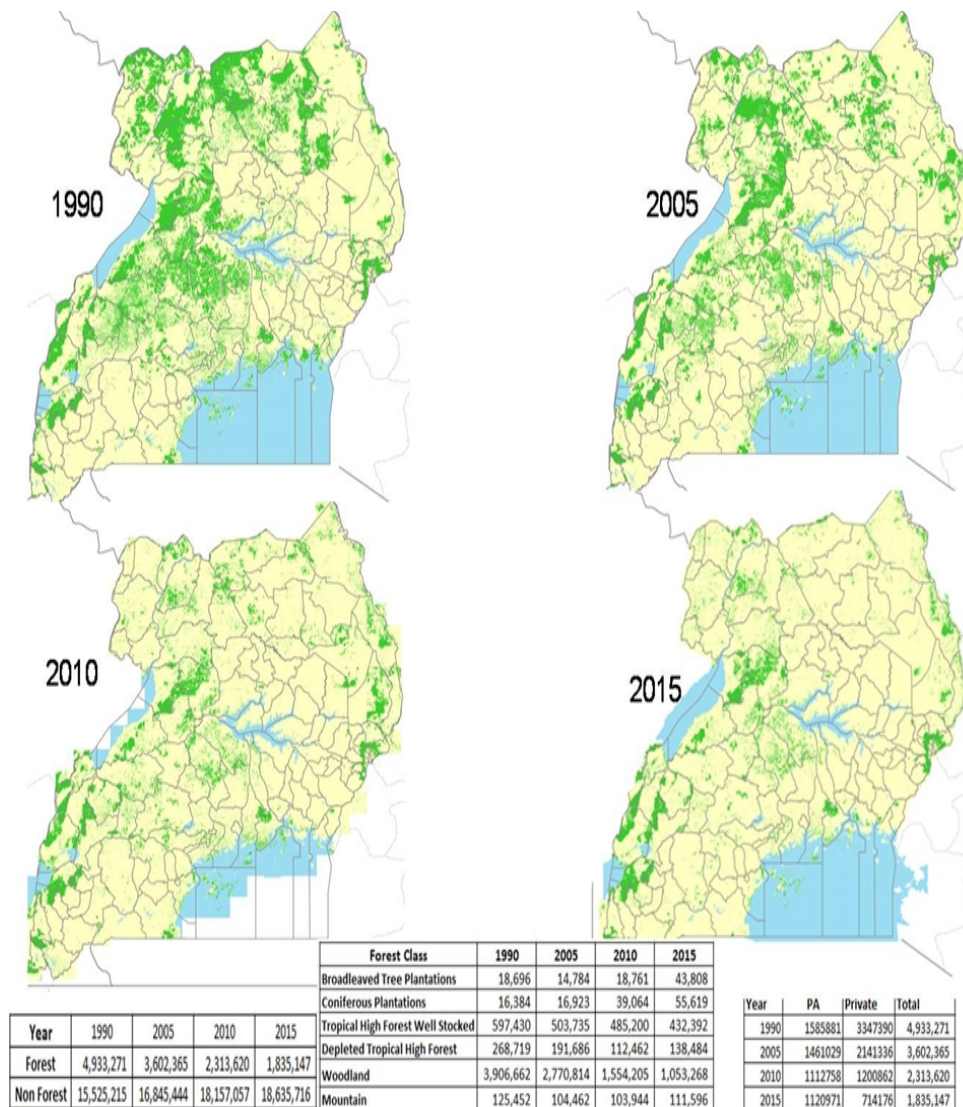 1990
2005
2010
2015
Year 1990 2005 2010 2015
Forest 4,933,271 3,602,365 2,313,620 1,835,147
Non Forest 15,525,215 16,845,444 18,157,057 18,635,716
Forest Class 1990 2005 2010 2015
Broadleaved Tree Plantations 18,696 14,784 18,761 43,808
Coniferous Plantations 16,384 16,923 39,064 55,619
Tropical High Forest Well Stocked 597,430 503,735 485,200 432,392
Depleted Tropical High Forest 268,719 191,686 112,462 138,484
Woodland 3,906,662 2,770,814 1,554,205 1,053,268
Mountain 125,452 104,462 103,944 111,596
Year PA Private Total
1990 1585881 3347390 4,933,271
2005 1461029 2141336 3,602,365
2010 1112758 1200862 2,313,620
2015 1120971 714176 1,835,147